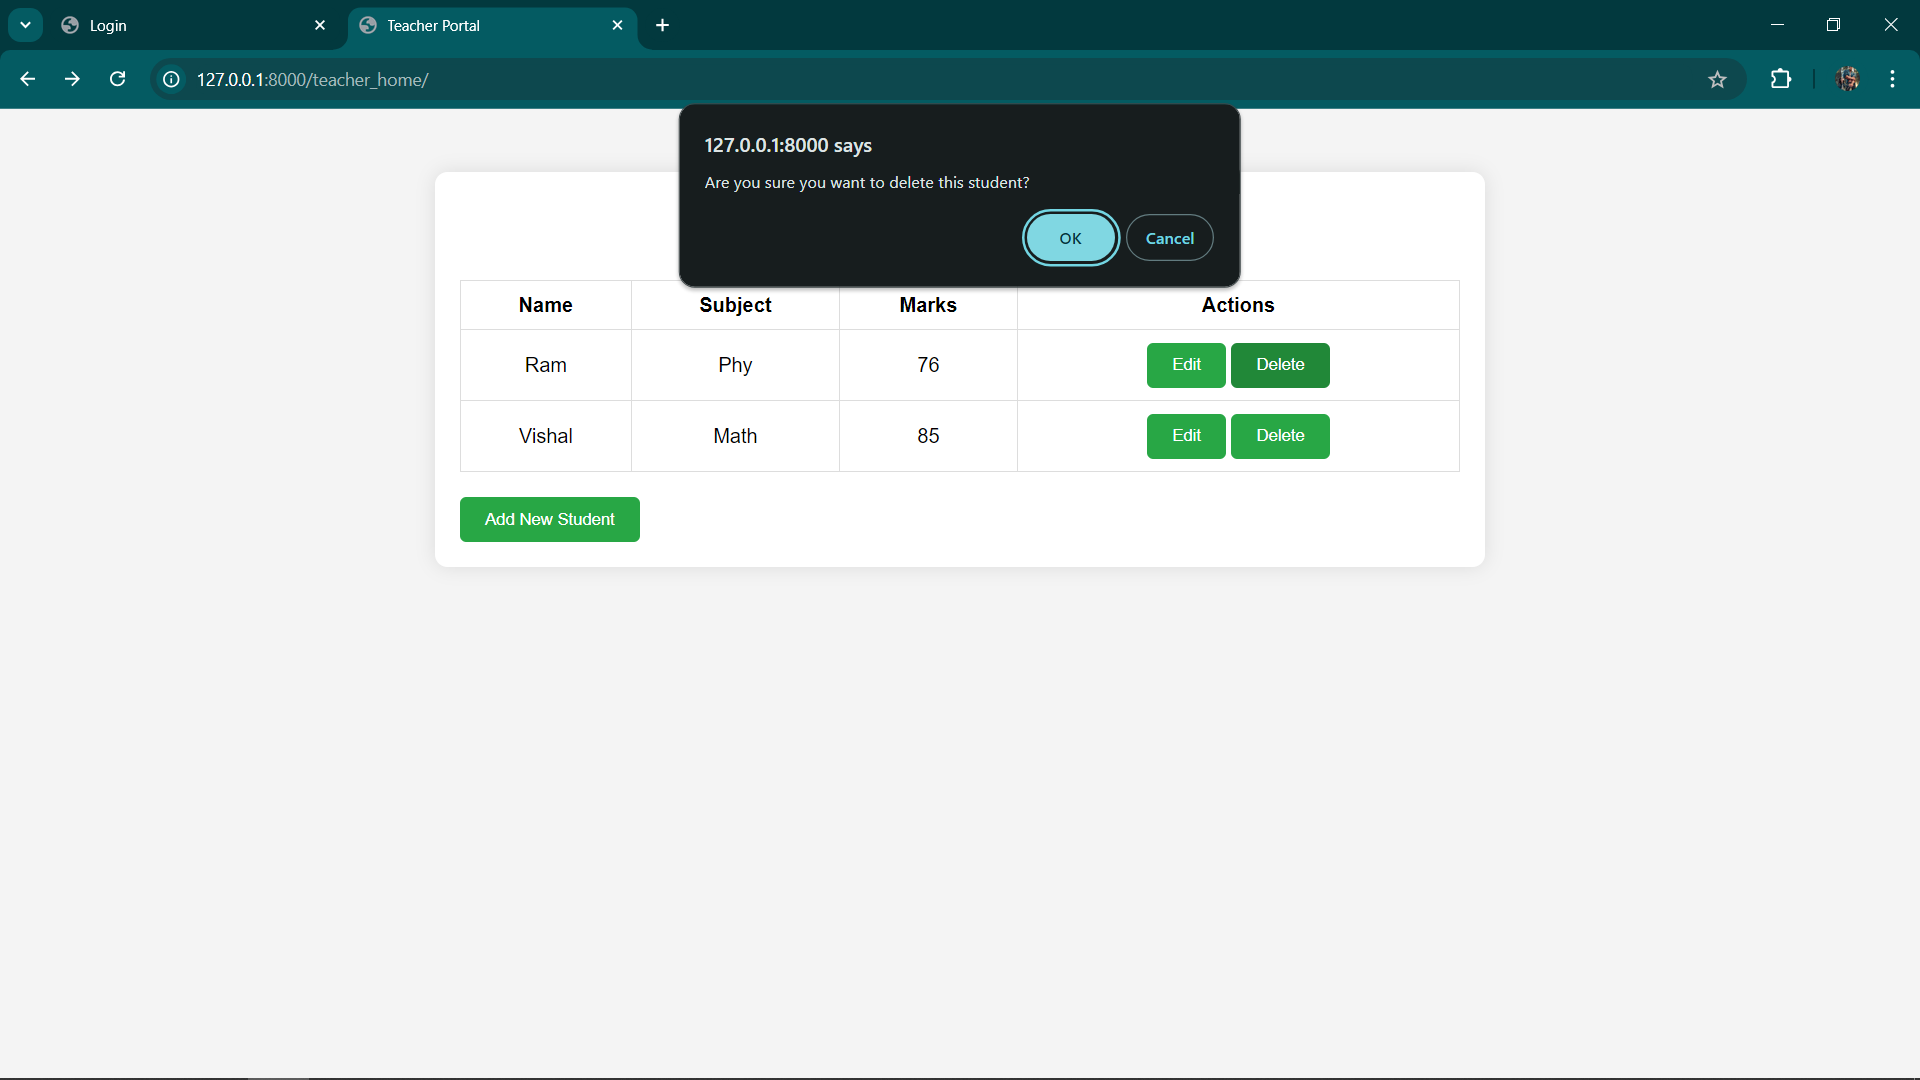 Login
Teacher Portal
127.0.0.1:8000/teacher_home/
127.0.0.1:8000 says
Are you sure you want to delete this student?
OK Cancel
Name Subject Marks Actions
Ram Phy 76 Edit Delete
Vishal Math 85 Edit Delete
Add New Student